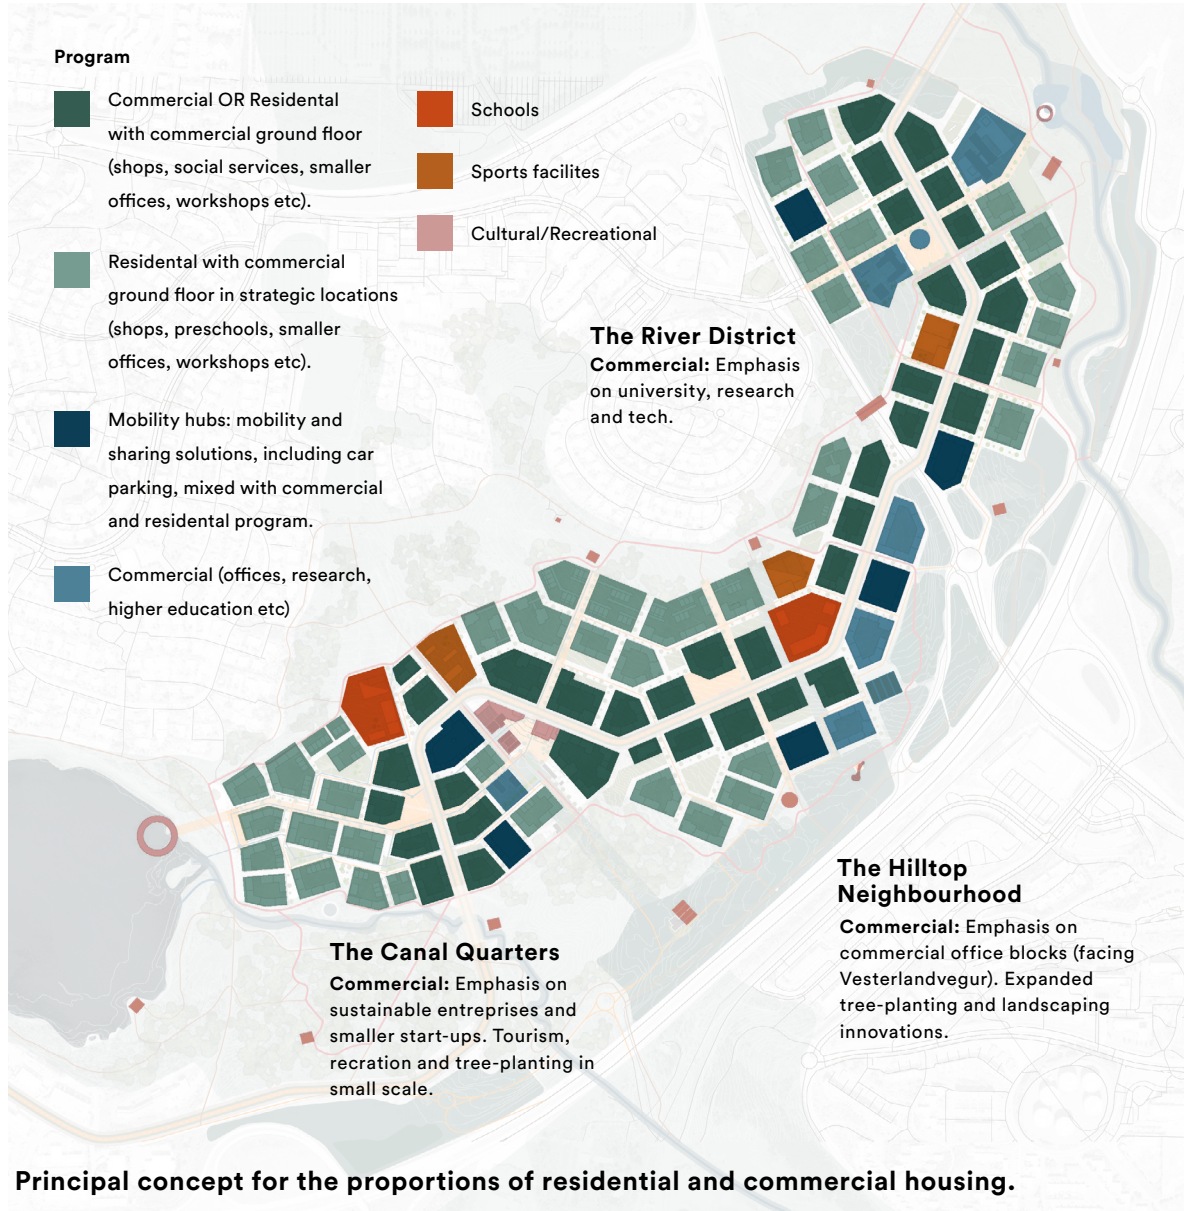 Program
Commercial OR Residental
with commercial ground floor
(shops, social services, smaller
offices, workshops etc).
Residental with commercial
ground floor in strategic locations
(shops, preschools, smaller
offices, workshops etc).
Mobility hubs: mobility and
sharing solutions, including car
parking, mixed with commercial
and residental program.
Commercial (offices, research,
higher education etc)
Schools
Sports facilites
Cultural/Recreational
The River District
Commercial: Emphasis
on university, research
and tech.
The Hilltop
Neighbourhood
Commercial: Emphasis on
commercial office blocks (facing
Vesterlandvegur). Expanded
tree-planting and landscaping
innovations.
The Canal Quarters
Commercial: Emphasis on
sustainable entreprises and
smaller start-ups. Tourism,
recration and tree-planting in
small scale.
Principal concept for the proportions of residential and commercial housing.